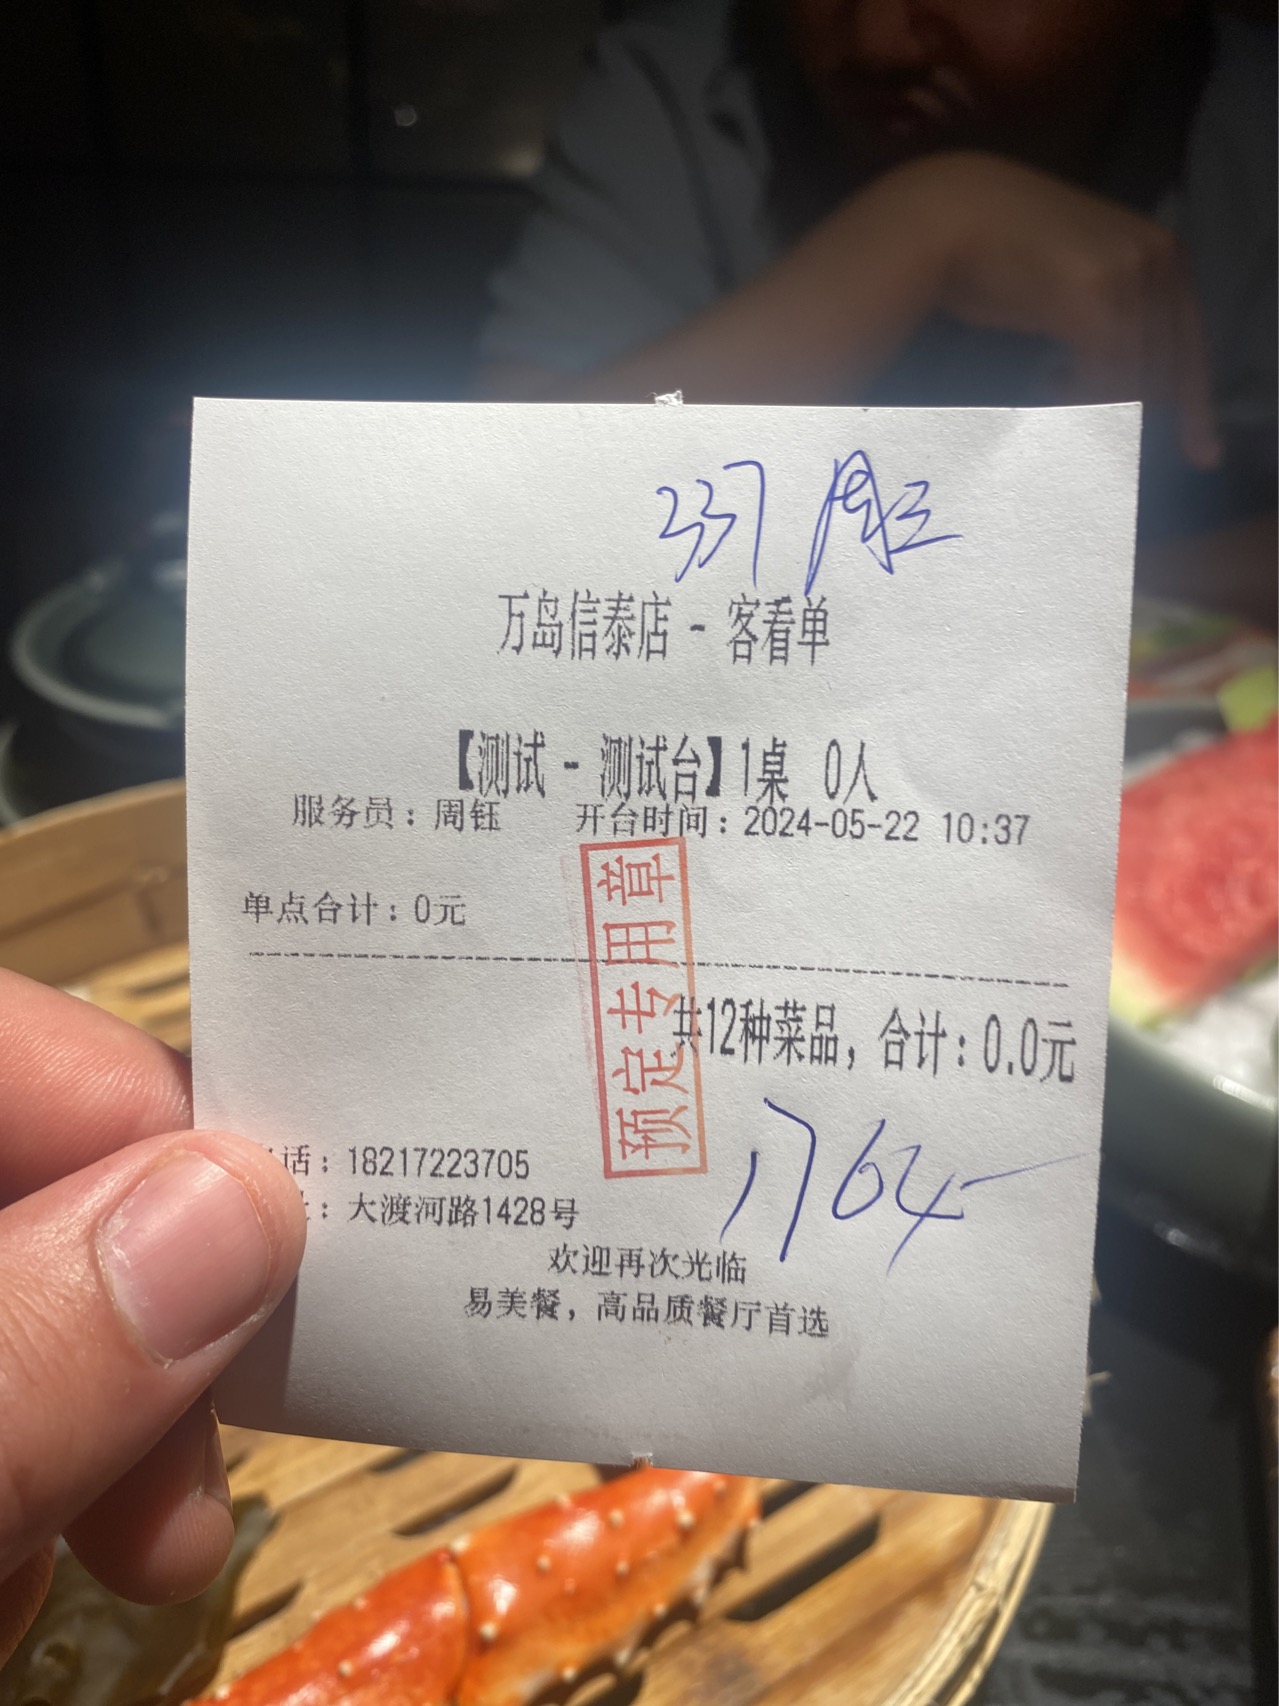 337
万岛信泰店 - 客看单
【测试 - 测试台】1桌 0人
服务员：周钰 开台时间：2024-05-22 10:37
单点合计：0元
预定专用章
共12种菜品，合计：0.0元
1764
话：18217223705
：大渡河路1428号
欢迎再次光临
易美餐，高品质餐厅首选